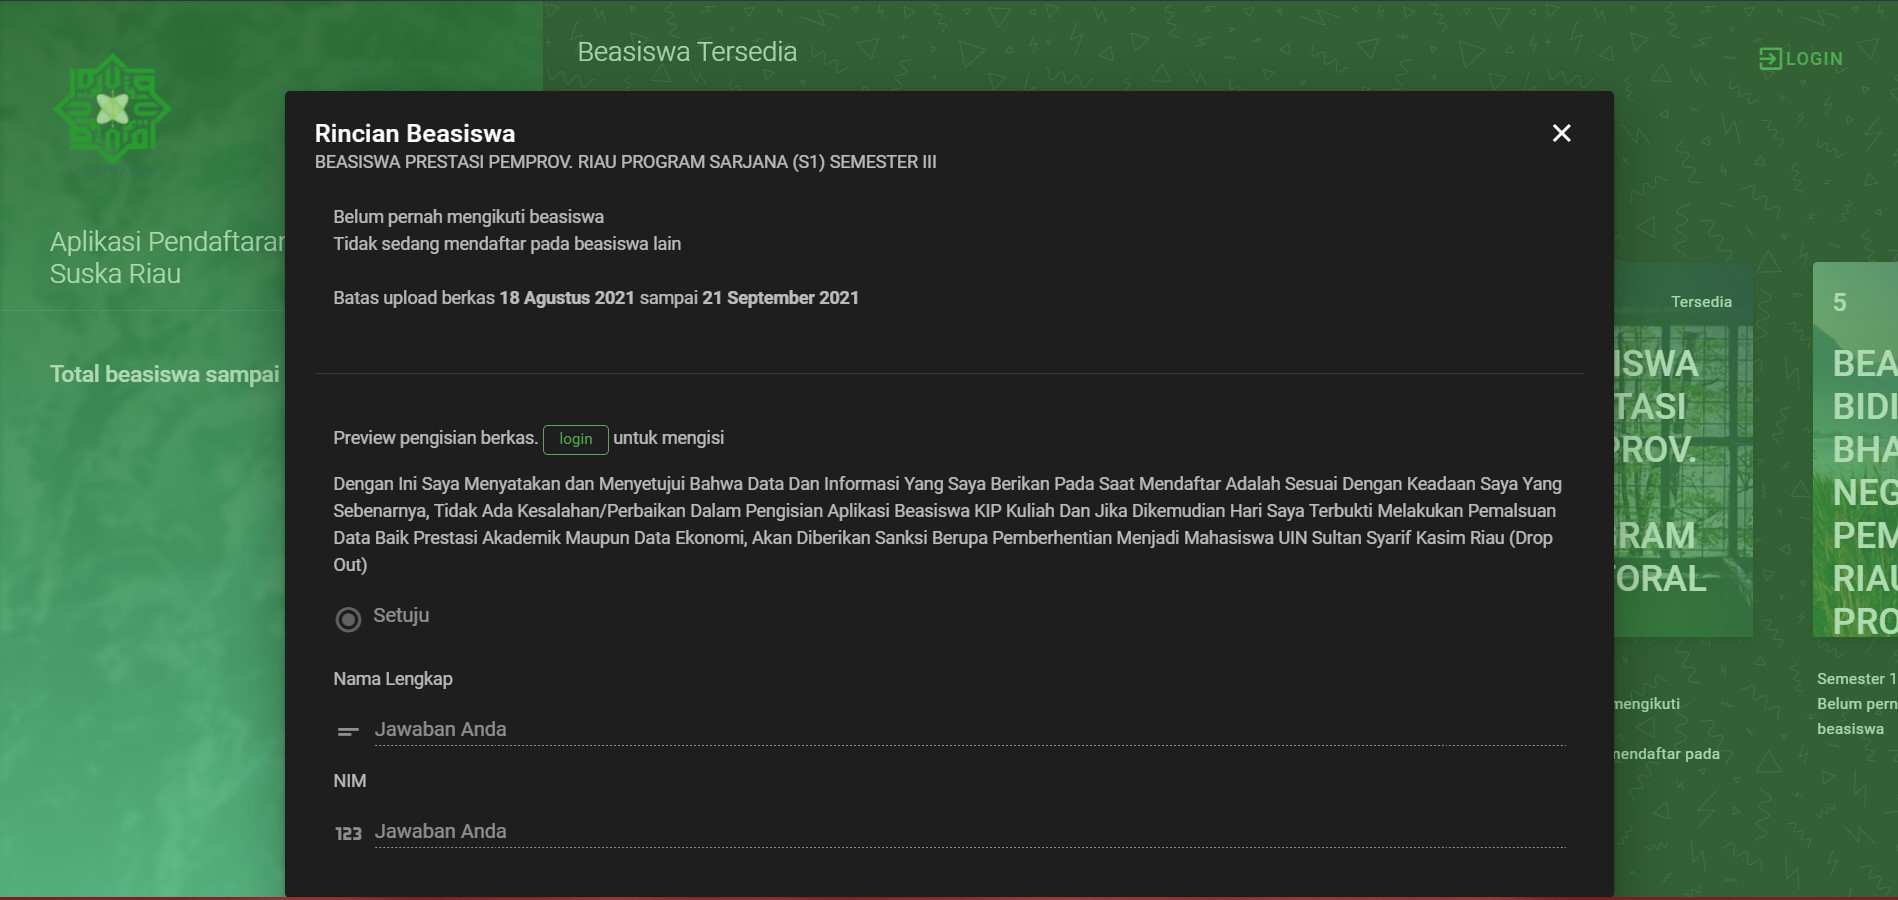 Beasiswa Tersedia
LOGIN
Aplikasi Pendaftaran
Suska Riau
Total beasiswa sampai
Rincian Beasiswa
BEASISWA PRESTASI PEMPROV. RIAU PROGRAM SARJANA (S1) SEMESTER III
Belum pernah mengikuti beasiswa
Tidak sedang mendaftar pada beasiswa lain
Batas upload berkas 18 Agustus 2021 sampai 21 September 2021
Preview pengisian berkas. login untuk mengisi
Dengan Ini Saya Menyatakan dan Menyetujui Bahwa Data Dan Informasi Yang Saya Berikan Pada Saat Mendaftar Adalah Sesuai Dengan Keadaan Saya Yang
Sebenarnya, Tidak Ada Kesalahan/Perbaikan Dalam Pengisian Aplikasi Beasiswa KIP Kuliah Dan Jika Dikemudian Hari Saya Terbukti Melakukan Pemalsuan
Data Baik Prestasi Akademik Maupun Data Ekonomi, Akan Diberikan Sanksi Berupa Pemberhentian Menjadi Mahasiswa UIN Sultan Syarif Kasim Riau (Drop
Out)
Setuju
Nama Lengkap
Jawaban Anda
NIM
123 Jawaban Anda
Tersedia
ISWA
TASI
PROV.
GRAM
TORAL
mengikuti
mendaftar pada
5
BEA
BIDI
BHA
NEG
PEM
RIAU
PRO
Semester 1
Belum pern
beasiswa